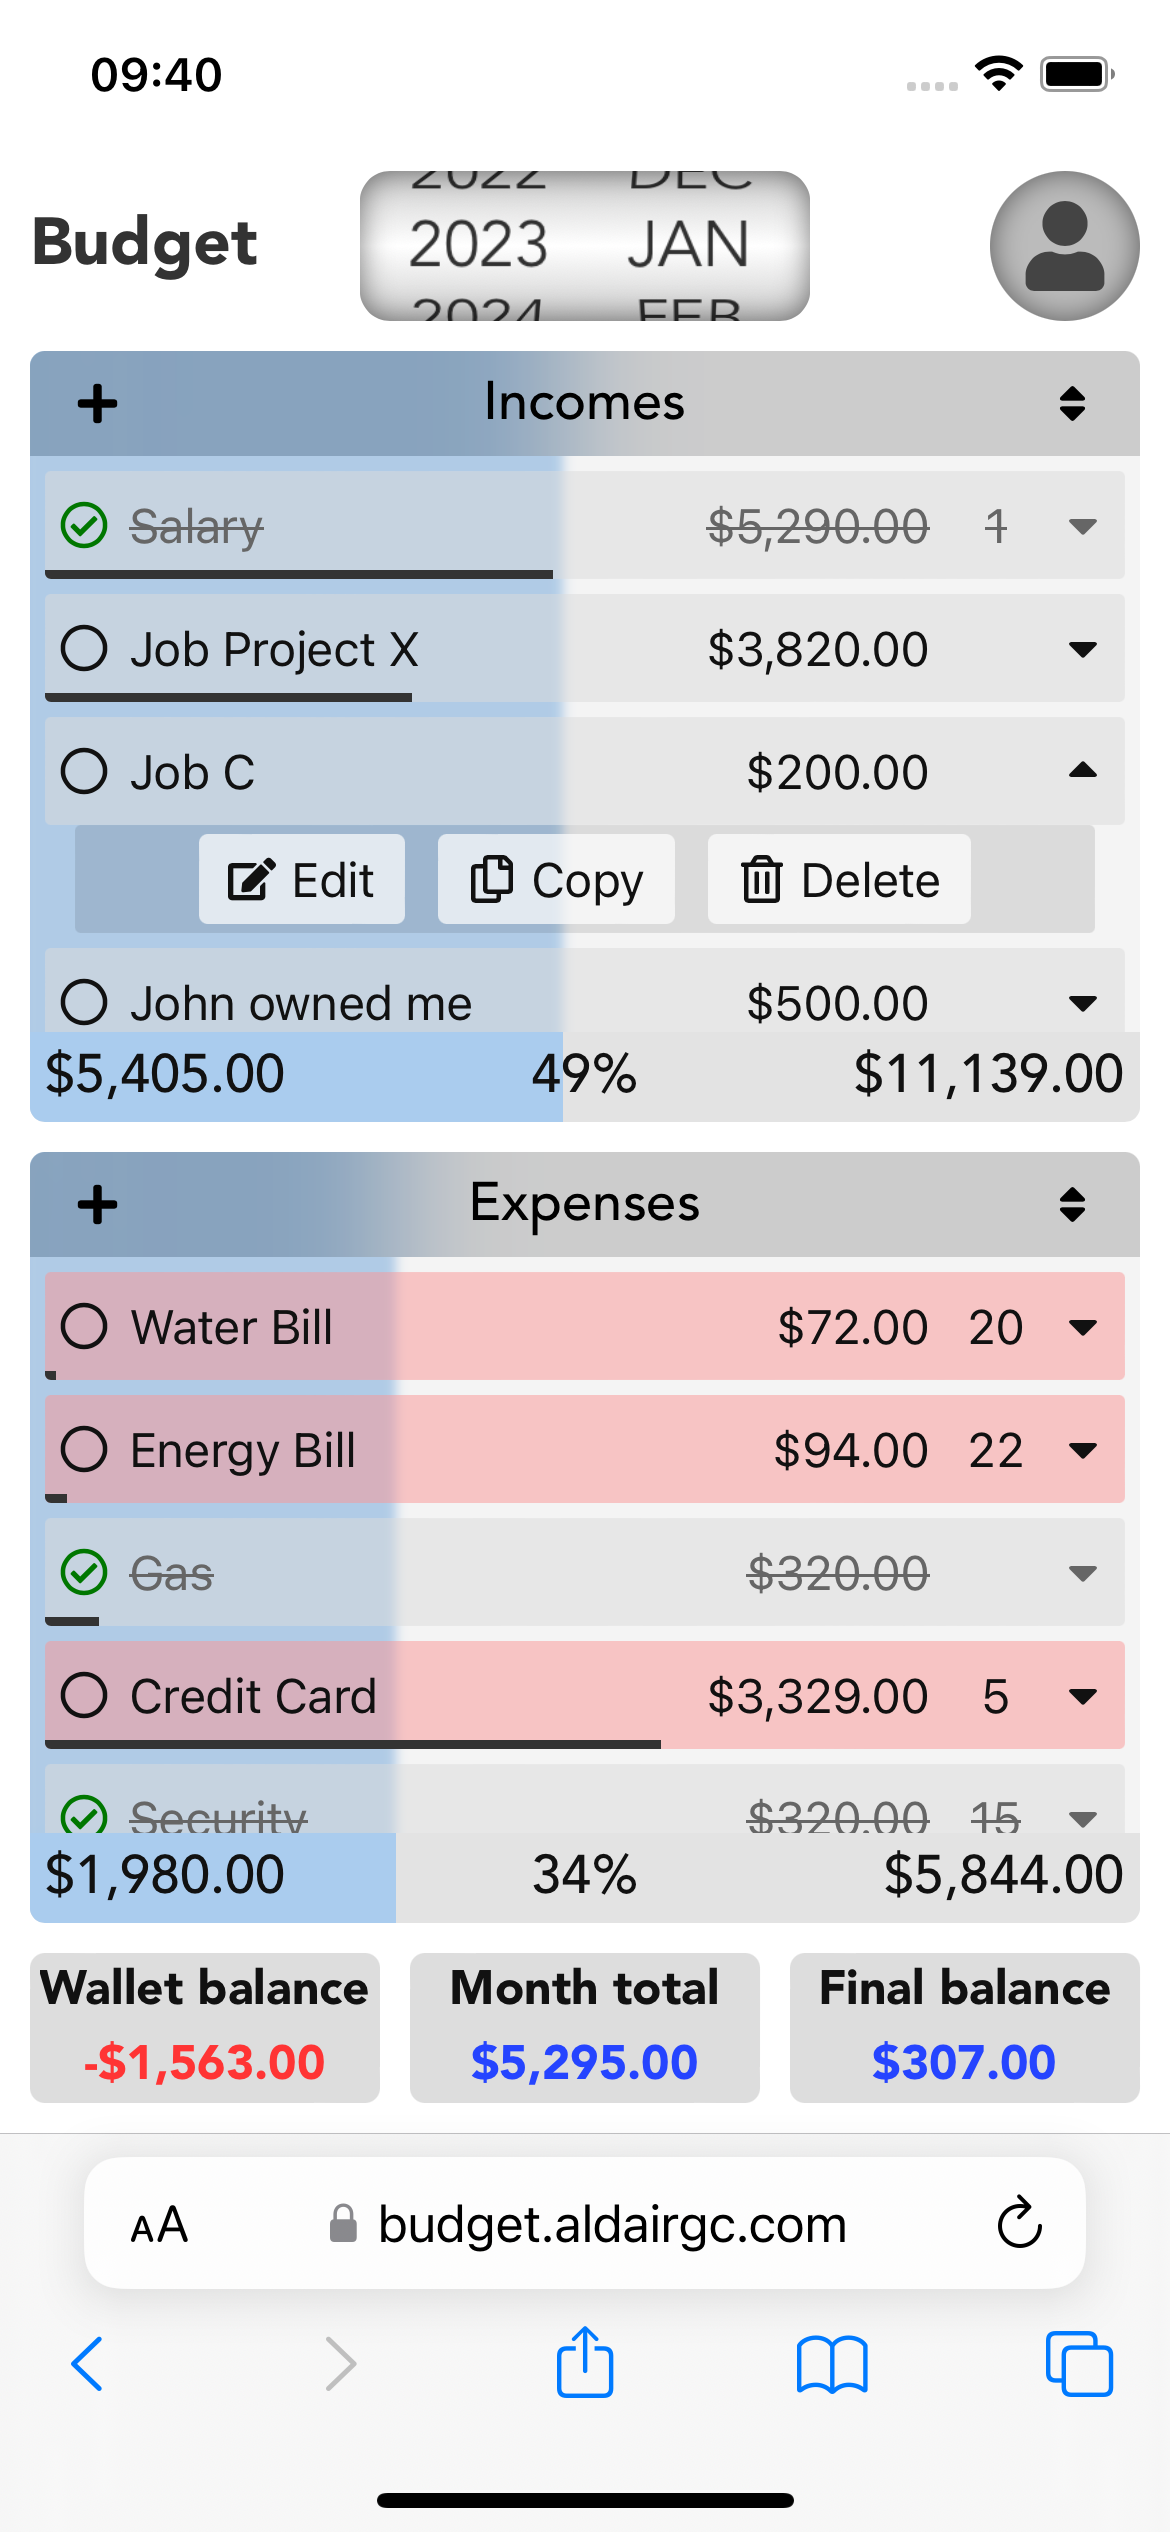 09:40
2022 DEC
Budget 2023 JAN
2024 FEB
Incomes
Salary $5,290.00 1
Job Project X $3,820.00
Job C $200.00
Edit Copy Delete
John owned me $500.00
$5,405.00 49% $11,139.00
Expenses
Water Bill $72.00 20
Energy Bill $94.00 22
Gas $320.00
Credit Card $3,329.00 5
Security $320.00 15
$1,980.00 34% $5,844.00
Wallet balance Month total Final balance
-$1,563.00 $5,295.00 $307.00
AA budget.aldairgc.com